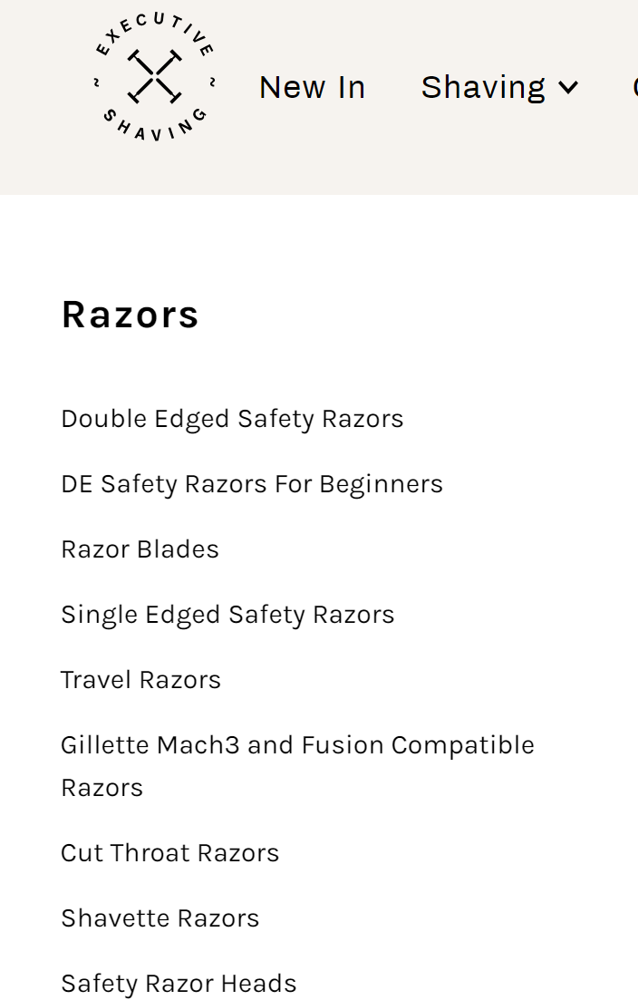 EXECUTIVE
~ ~
SHAVING
New In
Shaving
Razors
Double Edged Safety Razors
DE Safety Razors For Beginners
Razor Blades
Single Edged Safety Razors
Travel Razors
Gillette Mach3 and Fusion Compatible
Razors
Cut Throat Razors
Shavette Razors
Safety Razor Heads